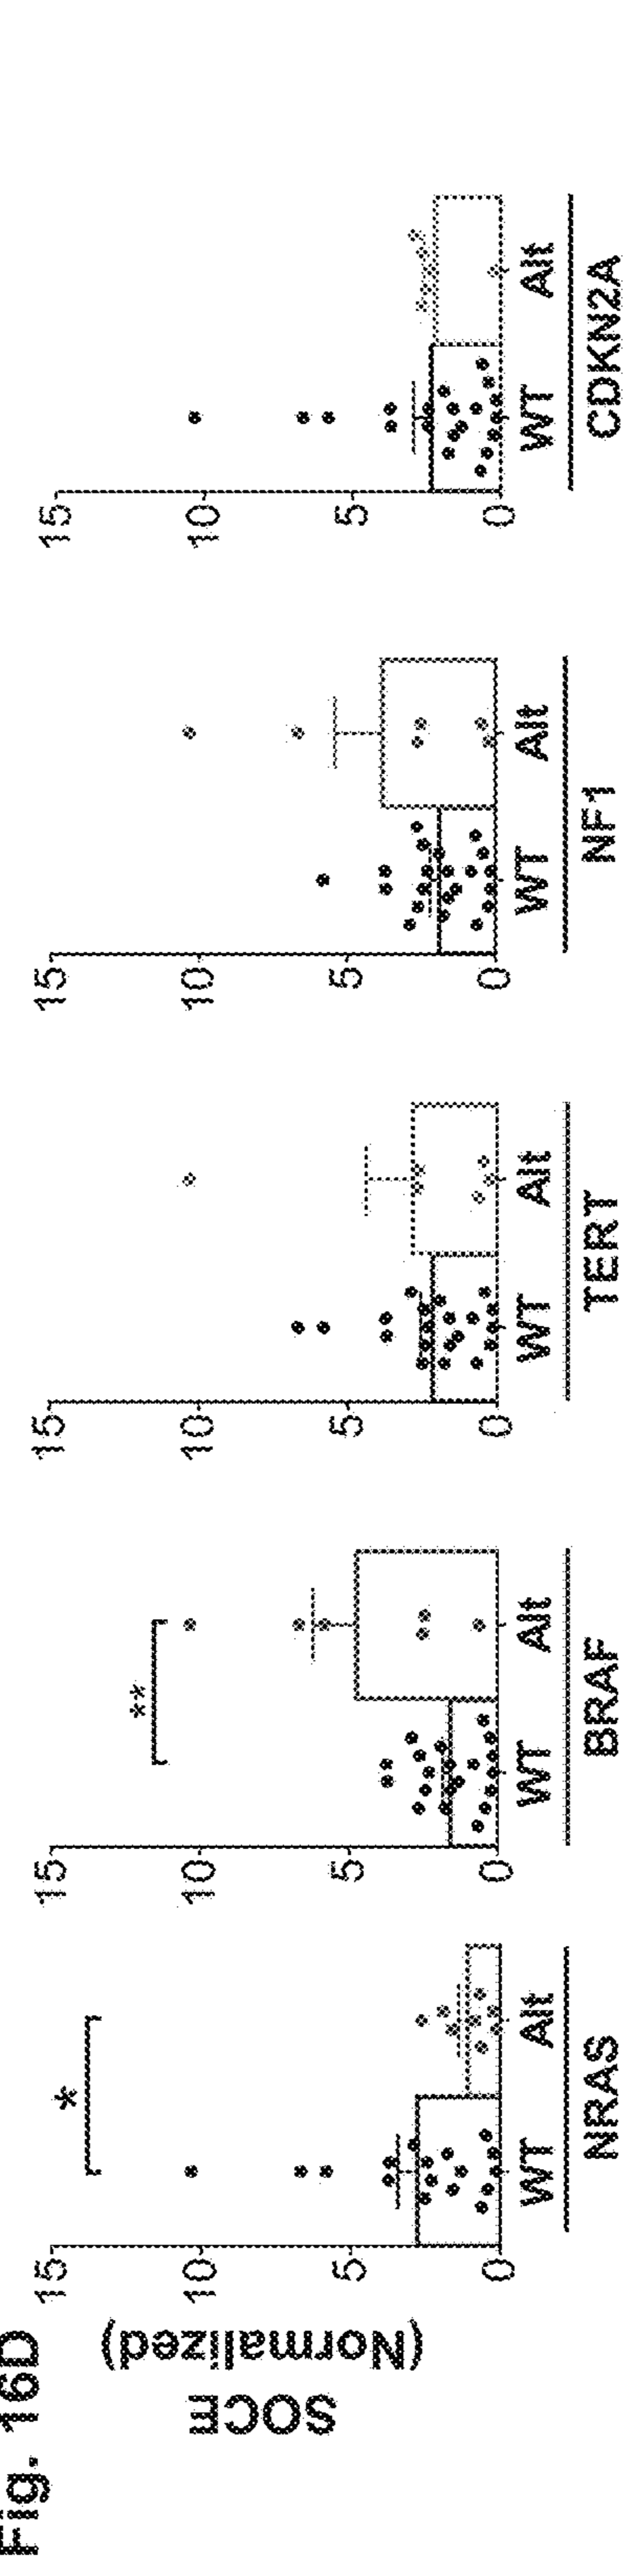 Fig. 16D
SOCE
(Normalized)
15
10
5
0
*
WT Alt
NRAS
15
10
5
0
**
WT Alt
BRAF
15
10
5
0
WT Alt
TERT
15
10
5
0
WT Alt
NF1
15
10
5
0
WT Alt
CDKN2A